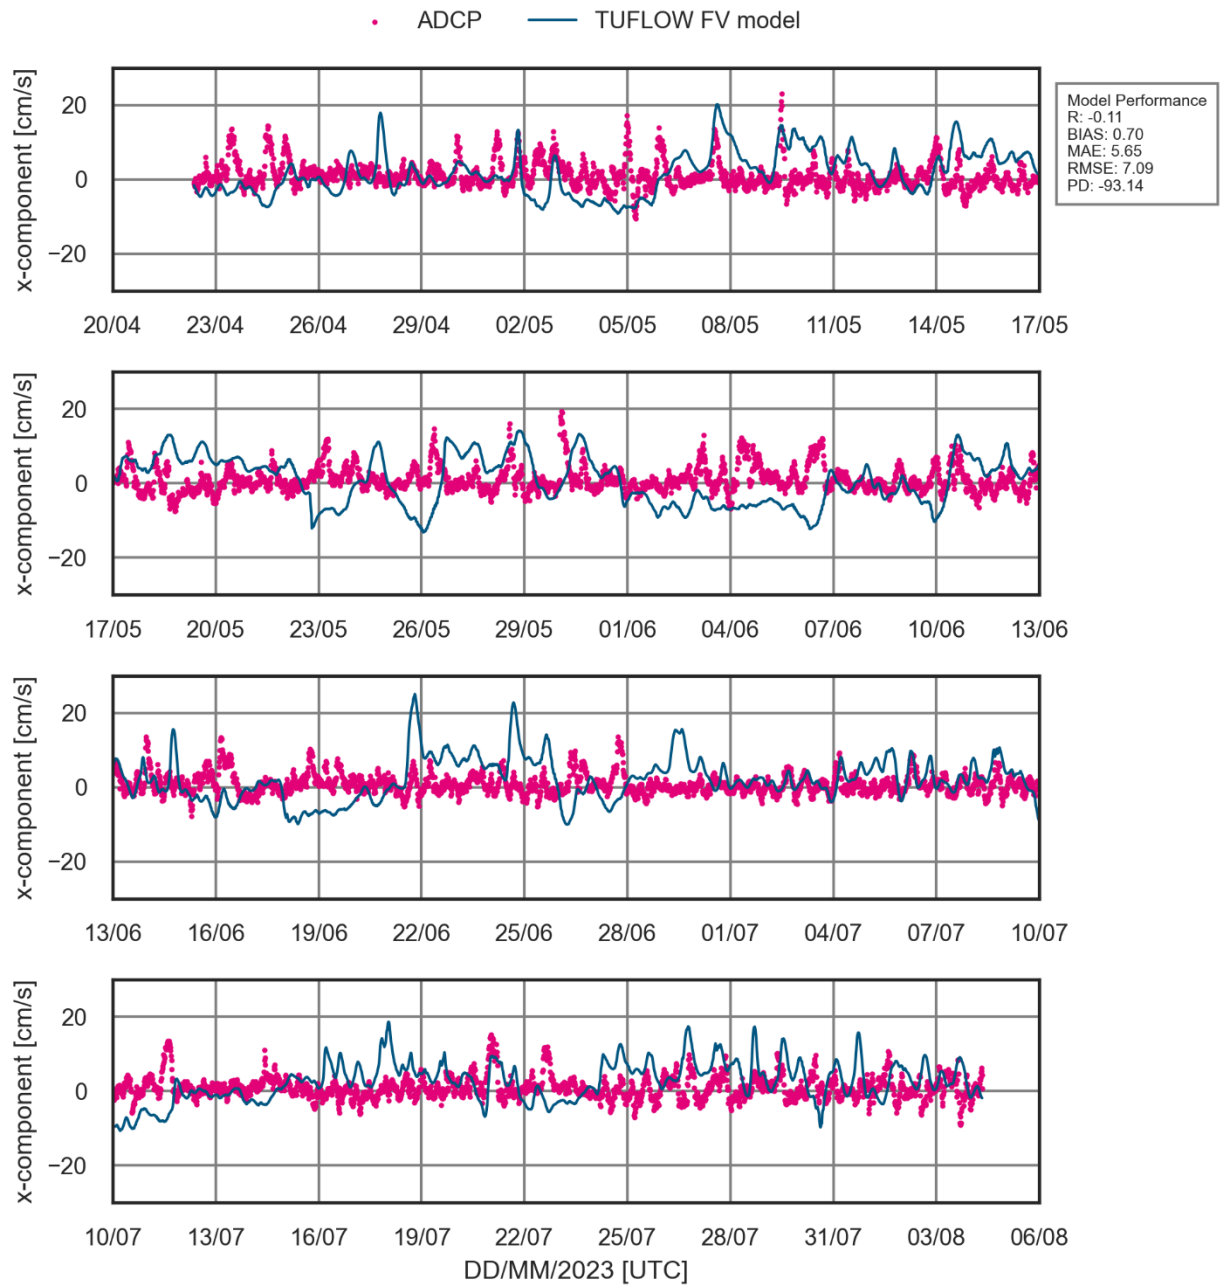 ADCP TUFLOW FV model
x-component [cm/s]
20
0
−20
20/04 23/04 26/04 29/04 02/05 05/05 08/05 11/05 14/05 17/05
Model Performance
R: -0.11
BIAS: 0.70
MAE: 5.65
RMSE: 7.09
PD: -93.14
x-component [cm/s]
20
0
−20
17/05 20/05 23/05 26/05 29/05 01/06 04/06 07/06 10/06 13/06
x-component [cm/s]
20
0
−20
13/06 16/06 19/06 22/06 25/06 28/06 01/07 04/07 07/07 10/07
x-component [cm/s]
20
0
−20
10/07 13/07 16/07 19/07 22/07 25/07 28/07 31/07 03/08 06/08
DD/MM/2023 [UTC]